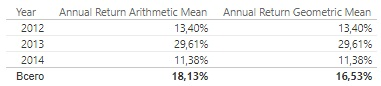 Year Annual Return Arithmetic Mean Annual Return Geometric Mean
2012 13,40% 13,40%
2013 29,61% 29,61%
2014 11,38% 11,38%
Всего 18,13% 16,53%